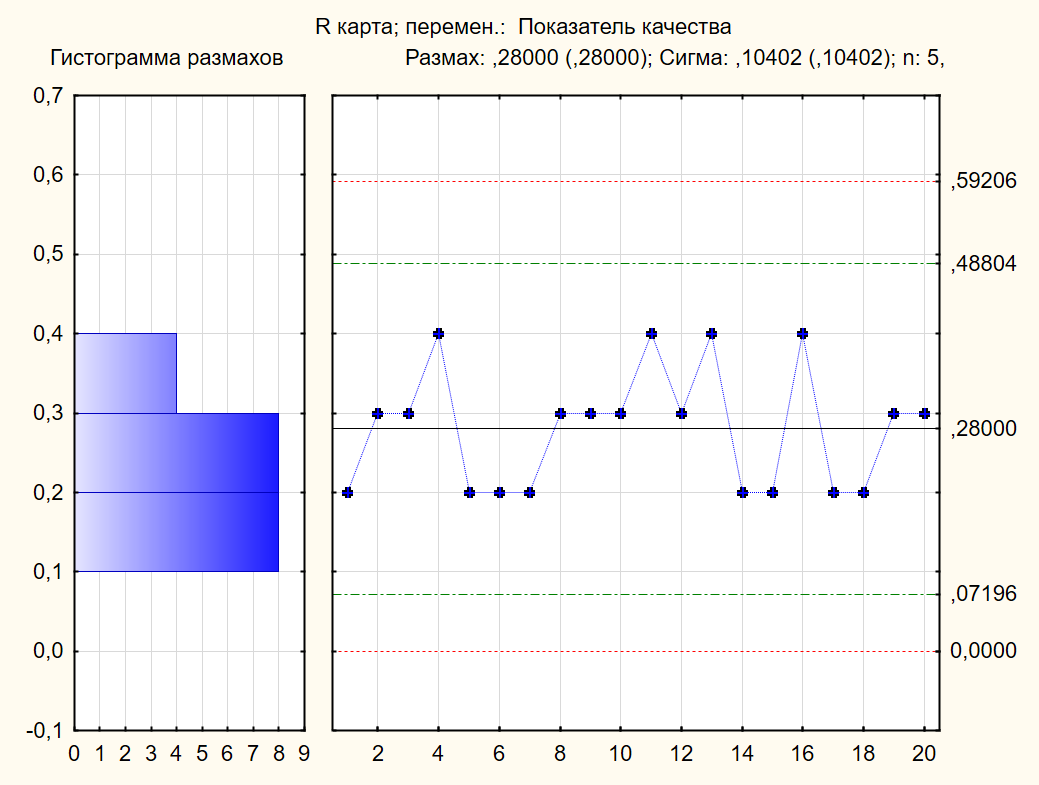 R карта; перемен.: Показатель качества
Гистограмма размахов
Размах: ,28000 (,28000); Сигма: ,10402 (,10402); n: 5,
0,7
0,6
0,5
0,4
0,3
0,2
0,1
0,0
-0,1
0 1 2 3 4 5 6 7 8 9
2 4 6 8 10 12 14 16 18 20
,59206
,48804
,28000
,07196
0,0000